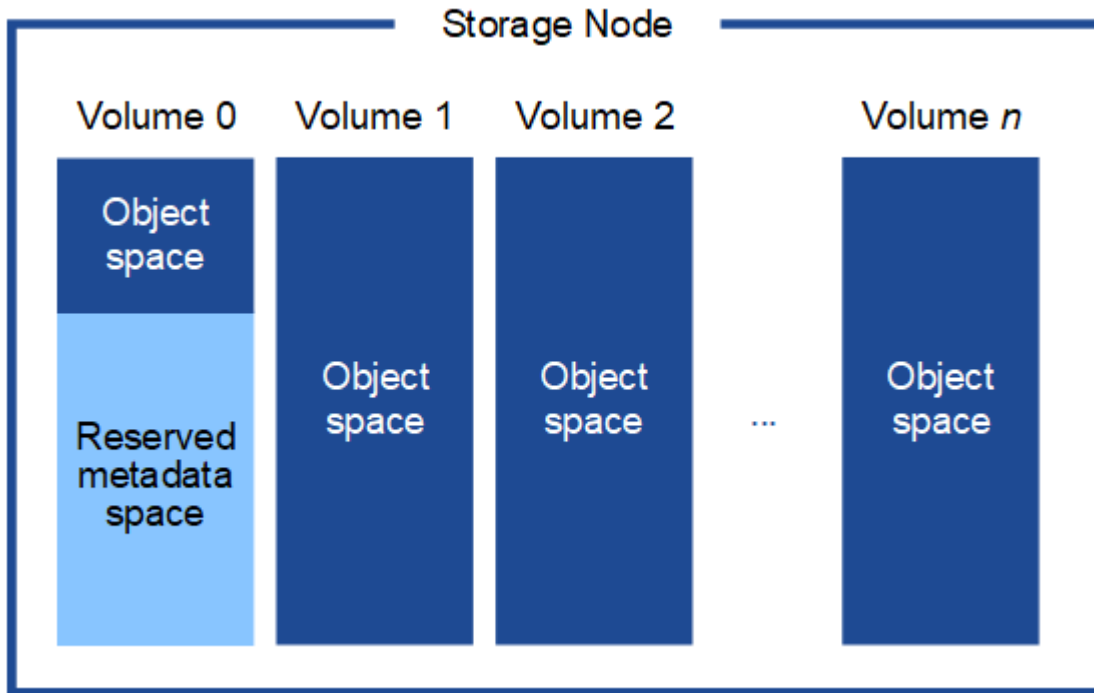 Storage Node
Volume 0
Volume 1
Volume 2
Volume n
Object
space
Reserved
metadata
space
Object
space
Object
space
...
Object
space